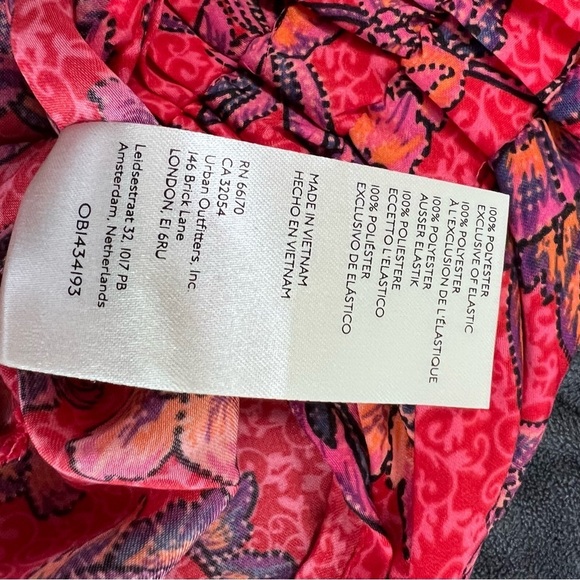 100% POLYESTER
EXCLUSIVE OF ELASTIC
100% POLYESTER
À L'EXCLUSION DE L'ÉLASTIQUE
100% POLYESTER
AUSSER ELASTIK
100% POLIESTERE
ECCETTO L'ELASTICO
100% POLIÉSTER
EXCLUSIVO DE ELÁSTICO
MADE IN VIETNAM
HECHO EN VIETNAM
RN 66170
CA 32054
Urban Outfitters, Inc.
146 Brick Lane
LONDON, E1 6RU
Leidsestraat 32, 1017 PB
Amsterdam, Netherlands
OB1434193